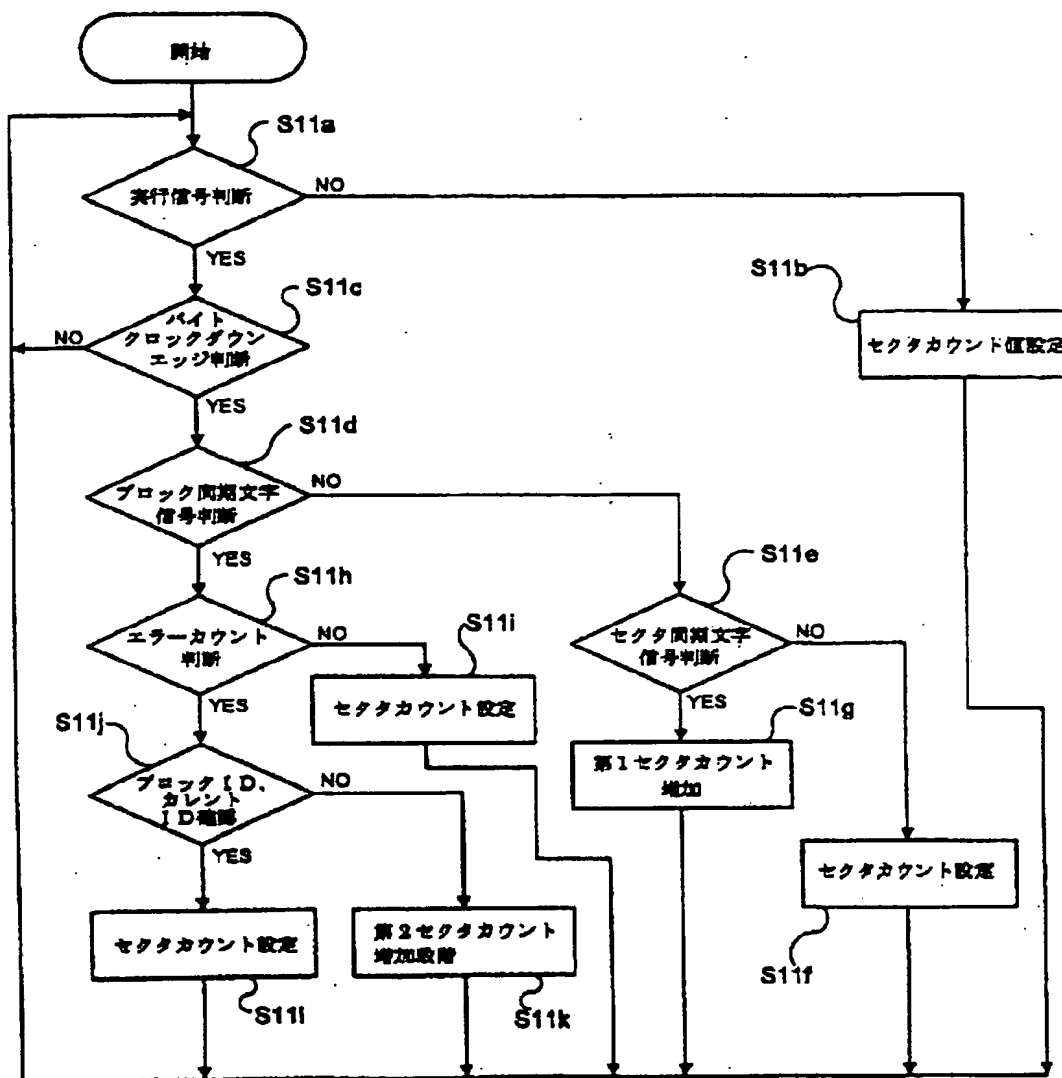 開始
S11a
実行信号判断
NO
YES
S11b
セクタカウント値設定
S11c
バイト
クロックダウン
エッジ判断
NO
YES
S11d
ブロック同期文字
信号判断
NO
YES
S11e
セクタ同期文字
信号判断
NO
YES
S11h
エラーカウント
判断
NO
YES
S11i
セクタカウント設定
S11g
第1セクタカウント
増加
S11j
ブロックID、
カレント
ID確認
NO
YES
セクタカウント設定
S11f
セクタカウント設定
S11l
第2セクタカウント
増加段階
S11k